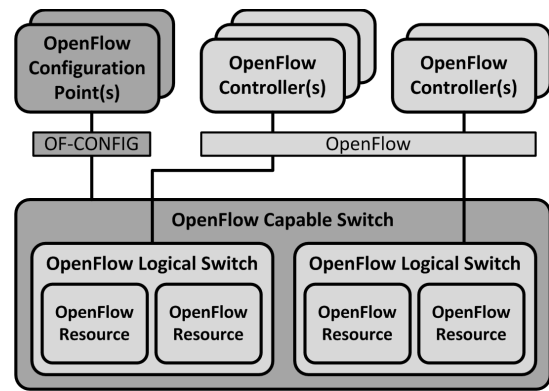 OpenFlow
Configuration
Point(s)
OpenFlow
Controller(s)
OpenFlow
Controller(s)
OF-CONFIG
OpenFlow
OpenFlow Capable Switch
OpenFlow Logical Switch
OpenFlow
Resource
OpenFlow
Resource
OpenFlow Logical Switch
OpenFlow
Resource
OpenFlow
Resource